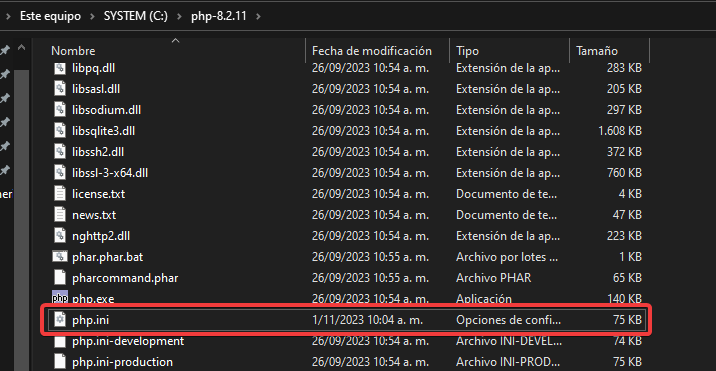 Este equipo > SYSTEM (C:) > php-8.2.11 >
Nombre Fecha de modificación Tipo Tamaño
libpq.dll 26/09/2023 10:54 a. m. Extensión de la ap... 283 KB
libsasl.dll 26/09/2023 10:54 a. m. Extensión de la ap... 205 KB
libsodium.dll 26/09/2023 10:54 a. m. Extensión de la ap... 297 KB
libsqlite3.dll 26/09/2023 10:54 a. m. Extensión de la ap... 1.608 KB
libssh2.dll 26/09/2023 10:54 a. m. Extensión de la ap... 372 KB
libssl-3-x64.dll 26/09/2023 10:54 a. m. Extensión de la ap... 760 KB
license.txt 26/09/2023 10:54 a. m. Documento de te... 4 KB
news.txt 26/09/2023 10:54 a. m. Documento de te... 47 KB
nghttp2.dll 26/09/2023 10:54 a. m. Extensión de la ap... 223 KB
phar.phar.bat 26/09/2023 10:55 a. m. Archivo por lotes 1 KB
pharcommand.phar 26/09/2023 10:55 a. m. Archivo PHAR 65 KB
php php.exe 26/09/2023 10:54 a. m. Aplicación 140 KB
php.ini 1/11/2023 10:04 a. m. Opciones de confi... 75 KB
php.ini-development 26/09/2023 10:54 a. m. Archivo INI-DEVEL... 74 KB
php.ini-production 26/09/2023 10:54 a. m. Archivo INI-PROD... 75 KB